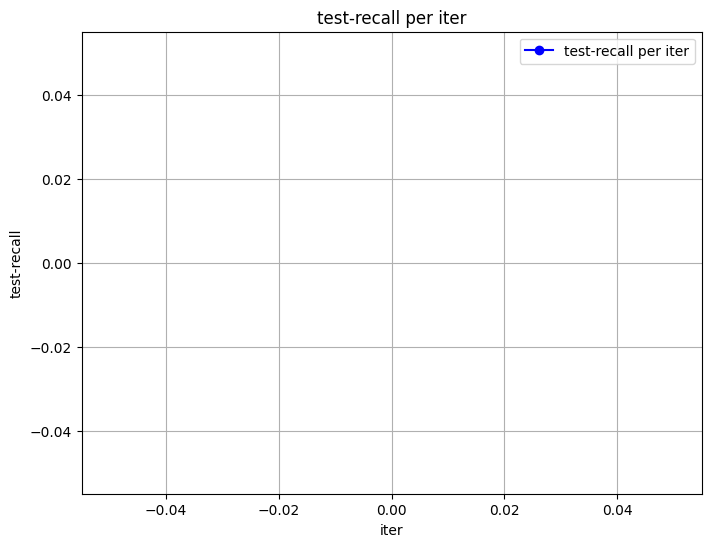 test-recall per iter
test-recall per iter
0.04
0.02
0.00
−0.02
−0.04
test-recall
−0.04 −0.02 0.00 0.02 0.04
iter